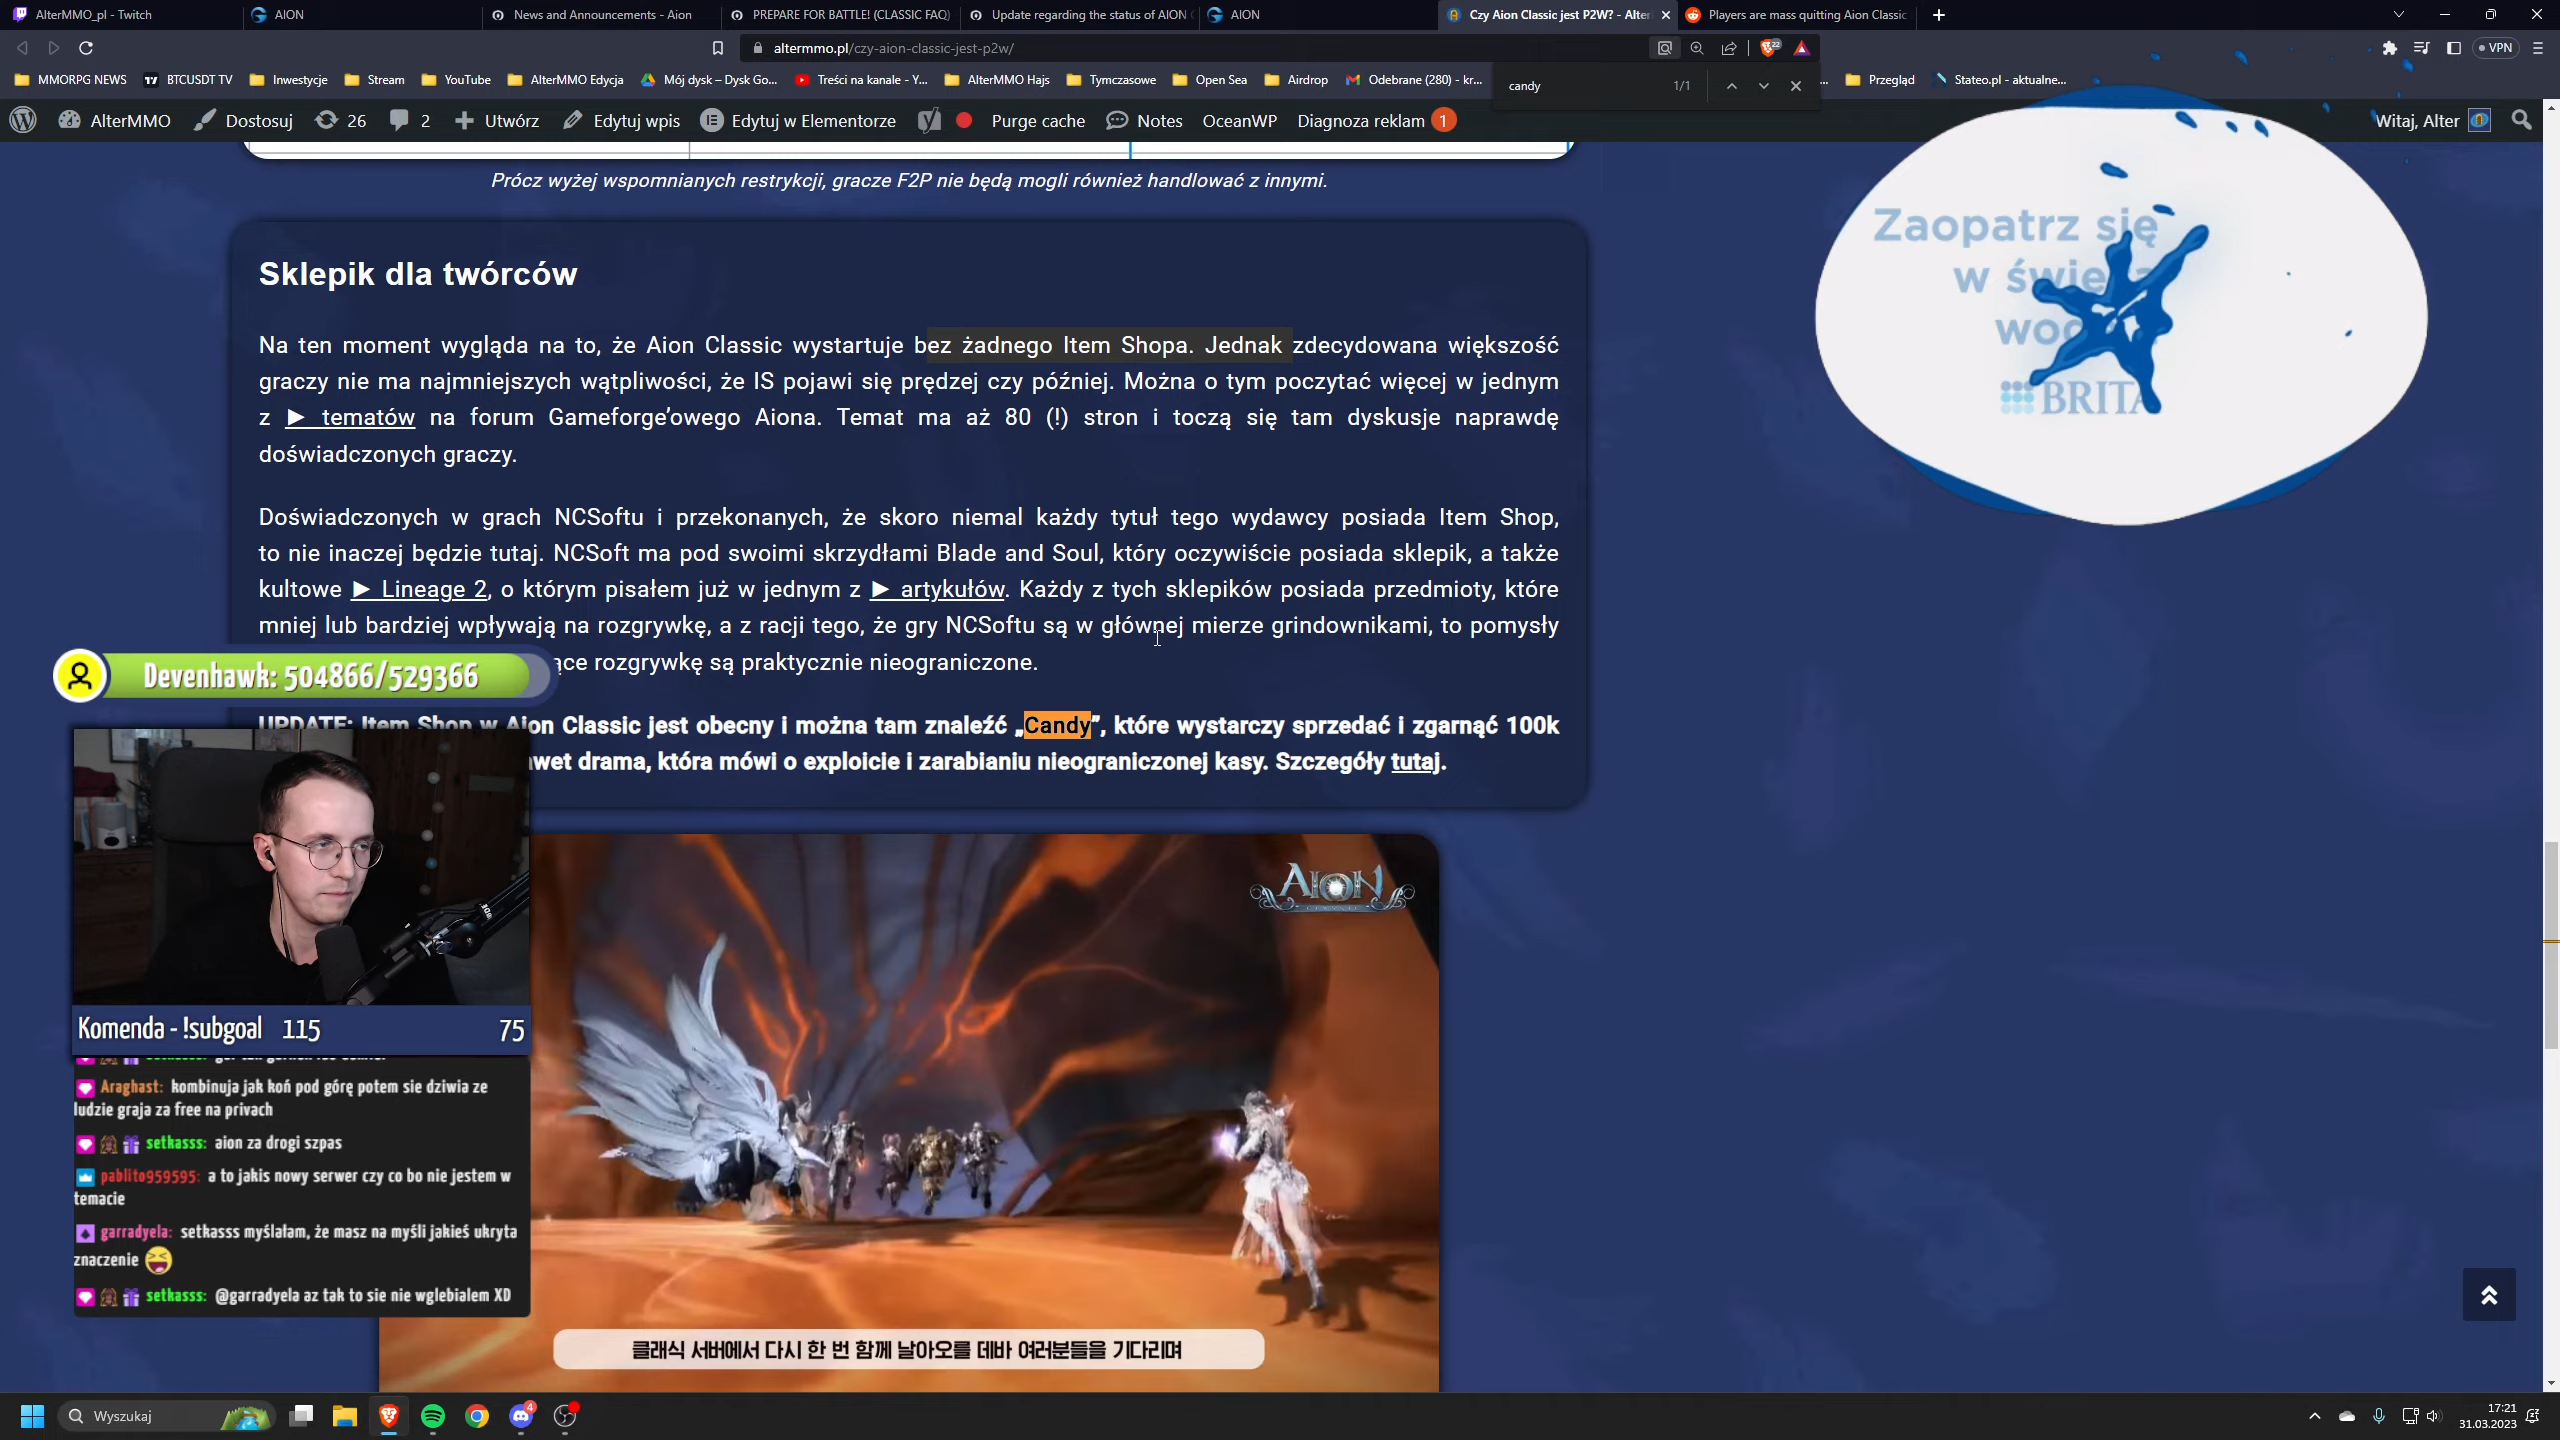 AlterMMO_pl - Twitch
AION
News and Announcements - Aion
PREPARE FOR BATTLE! (CLASSIC FAQ)
Update regarding the status of AION
AION
Czy Aion Classic jest P2W? - Alter
Players are mass quitting Aion Classic
altermmo.pl/czy-aion-classic-jest-p2w/
22
VPN
MMORPG NEWS
BTCUSDT TV
Inwestycje
Stream
YouTube
AlterMMO Edycja
Mój dysk – Dysk Go...
Treści na kanale - Y...
AlterMMO Hajs
Tymczasowe
Open Sea
Airdrop
Odebrane (280) - kr...
Przegląd
Stateo.pl - aktualne...
candy
1/1
AlterMMO
Dostosuj
26
2
Utwórz
Edytuj wpis
Edytuj w Elementorze
Purge cache
Notes
OceanWP
Diagnoza reklam 1
Witaj, Alter
Prócz wyżej wspomnianych restrykcji, gracze F2P nie będą mogli również handlować z innymi.
Sklepik dla twórców
Na ten moment wygląda na to, że Aion Classic wystartuje bez żadnego Item Shopa. Jednak zdecydowana większość
graczy nie ma najmniejszych wątpliwości, że IS pojawi się prędzej czy później. Można o tym poczytać więcej w jednym
z ► tematów na forum Gameforge’owego Aiona. Temat ma aż 80 (!) stron i toczą się tam dyskusje naprawdę
doświadczonych graczy.
Doświadczonych w grach NCSoftu i przekonanych, że skoro niemal każdy tytuł tego wydawcy posiada Item Shop,
to nie inaczej będzie tutaj. NCSoft ma pod swoimi skrzydłami Blade and Soul, który oczywiście posiada sklepik, a także
kultowe ► Lineage 2, o którym pisałem już w jednym z ► artykułów. Każdy z tych sklepików posiada przedmioty, które
mniej lub bardziej wpływają na rozgrywkę, a z racji tego, że gry NCSoftu są w głównej mierze grindownikami, to pomysły
ące rozgrywkę są praktycznie nieograniczone.
UPDATE: Item Shop w Aion Classic jest obecny i można tam znaleźć „Candy”, które wystarczy sprzedać i zgarnąć 100k
awet drama, która mówi o exploicie i zarabianiu nieograniczonej kasy. Szczegóły tutaj.
Zaopatrz się
w
BRITA
Devenhawk: 504866/529366
Komenda - !subgoal 115
75
Araghast: kombinuja jak koń pod górę potem sie dziwia ze
ludzie graja za free na privach
setkasss: aion za drogi szpas
pablito959595: a to jakis nowy serwer czy co bo nie jestem w
temacie
garradyela: setkasss myślałam, że masz na myśli jakieś ukryta
znaczenie
setkasss: @garradyela az tak to sie nie wglebialem XD
AION
클래식 서버에서 다시 한 번 함께 날아오를 데바 여러분들을 기다리며
Wyszukaj
4
17:21
31.03.2023